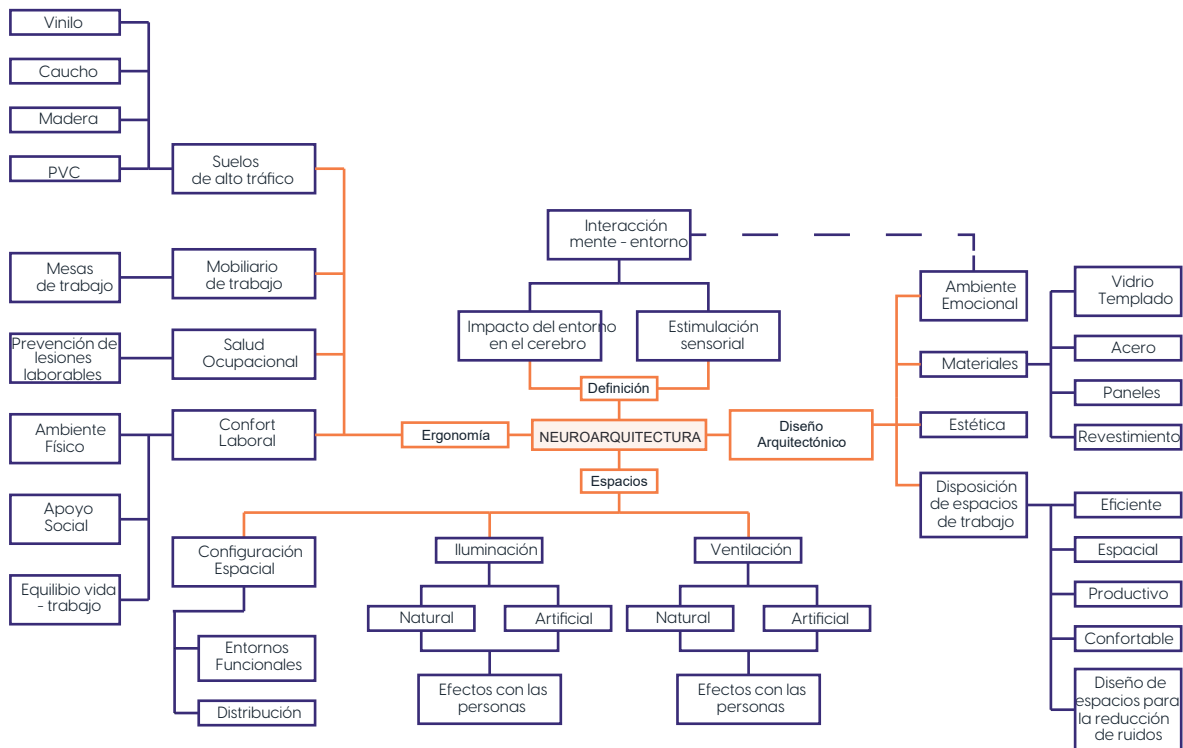 Vinilo
Caucho
Madera
PVC
Suelos
de alto tráfico
Mesas
de trabajo
Mobiliario
de trabajo
Prevención de
lesiones
laborables
Salud
Ocupacional
Ambiente
Físico
Confort
Laboral
Apoyo
Social
Equilibio vida
- trabajo
Ergonomía
Interacción
mente - entorno
Impacto del entorno
en el cerebro
Estimulación
sensorial
Definición
NEUROARQUITECTURA
Espacios
Configuración
Espacial
Entornos
Funcionales
Distribución
Iluminación
Natural
Artificial
Efectos con las
personas
Ventilación
Natural
Artificial
Efectos con las
personas
Diseño
Arquitectónico
Ambiente
Emocional
Materiales
Estética
Disposición
de espacios
de trabajo
Vidrio
Templado
Acero
Paneles
Revestimiento
Eficiente
Espacial
Productivo
Confortable
Diseño de
espacios para
la reducción
de ruidos